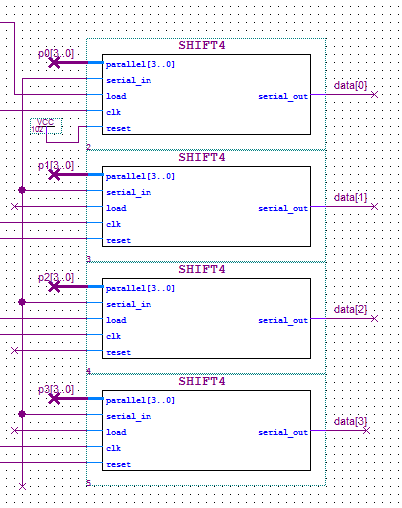 SHIFT4
p0[3..0]
parallel[3..0]
serial_in
data[0]
load
serial_out
clk
VCC
reset
2
SHIFT4
p1[3..0]
parallel[3..0]
serial_in
data[1]
load
serial_out
clk
reset
3
SHIFT4
p2[3..0]
parallel[3..0]
serial_in
data[2]
load
serial_out
clk
reset
4
SHIFT4
p3[3..0]
parallel[3..0]
serial_in
data[3]
load
serial_out
clk
reset
5